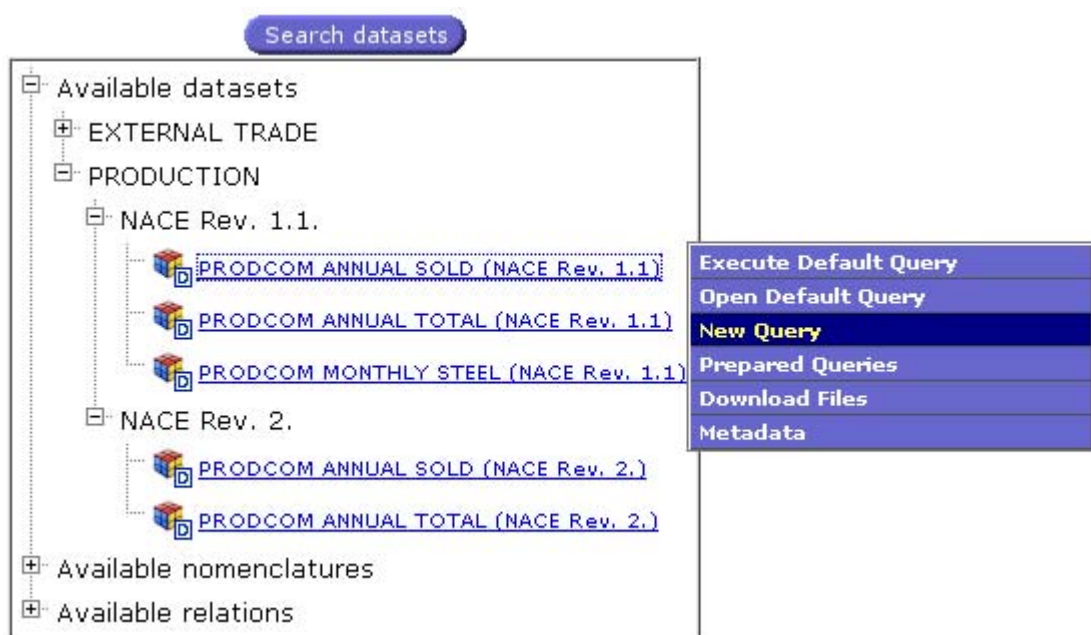 Search datasets
Available datasets
EXTERNAL TRADE
PRODUCTION
NACE Rev. 1.1.
PRODCOM ANNUAL SOLD (NACE Rev. 1.1)
PRODCOM ANNUAL TOTAL (NACE Rev. 1.1)
PRODCOM MONTHLY STEEL (NACE Rev. 1.1)
NACE Rev. 2.
PRODCOM ANNUAL SOLD (NACE Rev. 2.)
PRODCOM ANNUAL TOTAL (NACE Rev. 2.)
Available nomenclatures
Available relations
Execute Default Query
Open Default Query
New Query
Prepared Queries
Download Files
Metadata